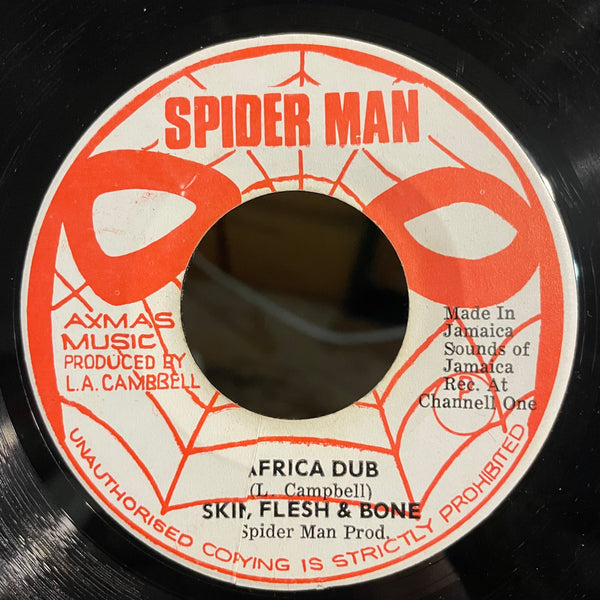 SPIDER MAN
AXMAS
MUSIC
PRODUCED BY
L.A. CAMBBELL
Made In
Jamaica
Sounds of
Jamaica
Rec. At
Channell One
AFRICA DUB
(L. Campbell)
SKIN, FLESH & BONE
Spider Man Prod.
UNAUTHORISED COPYING IS STRICTLY PROHIBITED